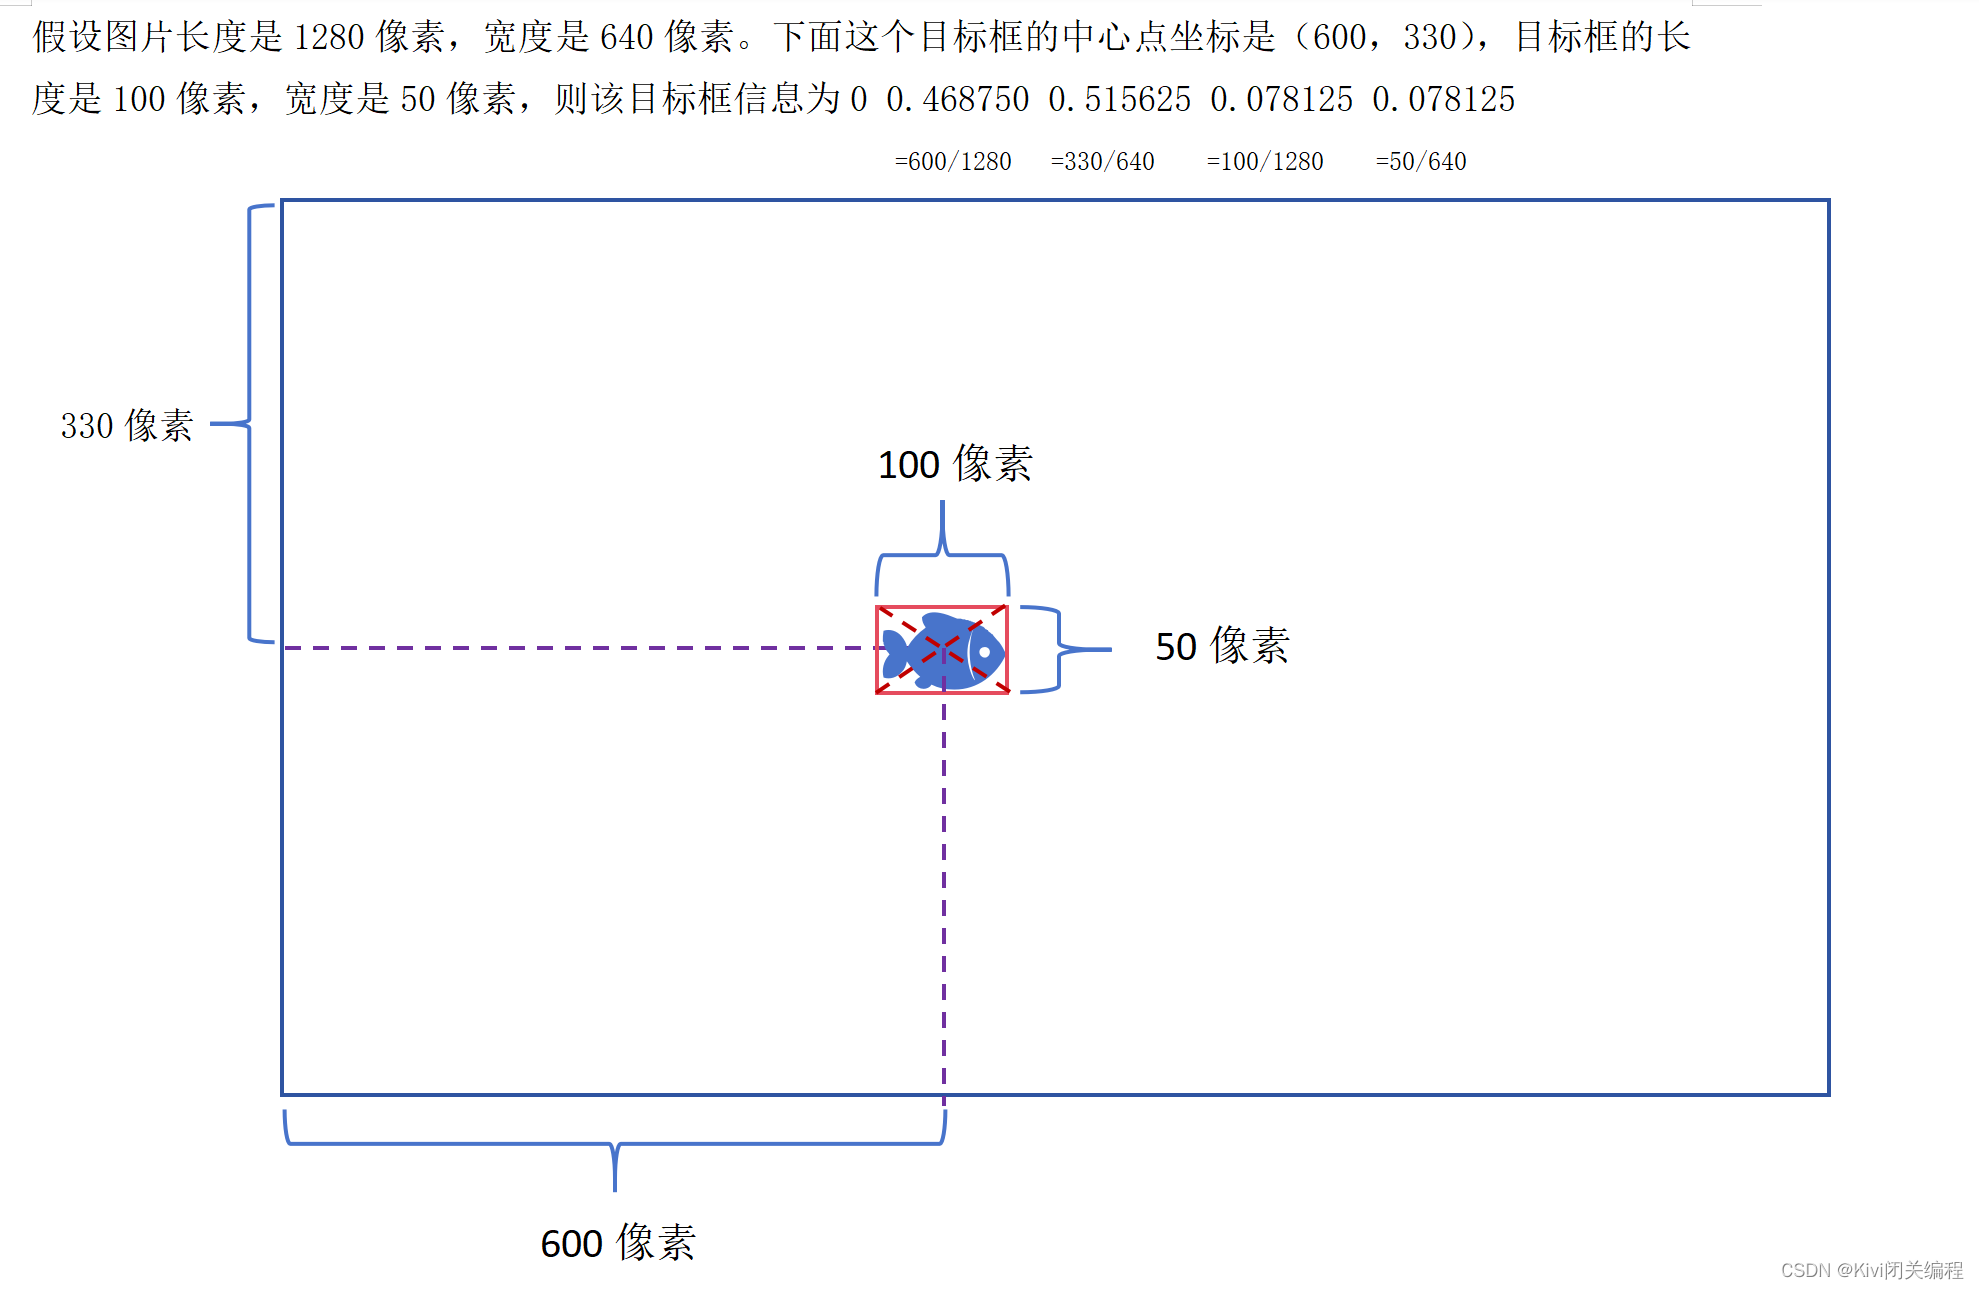 假设图片长度是 1280 像素，宽度是 640 像素。下面这个目标框的中心点坐标是（600，330），目标框的长
度是 100 像素，宽度是 50 像素，则该目标框信息为 0 0.468750 0.515625 0.078125 0.078125
=600/1280 =330/640 =100/1280 =50/640
330 像素
100 像素
50 像素
600 像素
CSDN @Kivi闭关编程